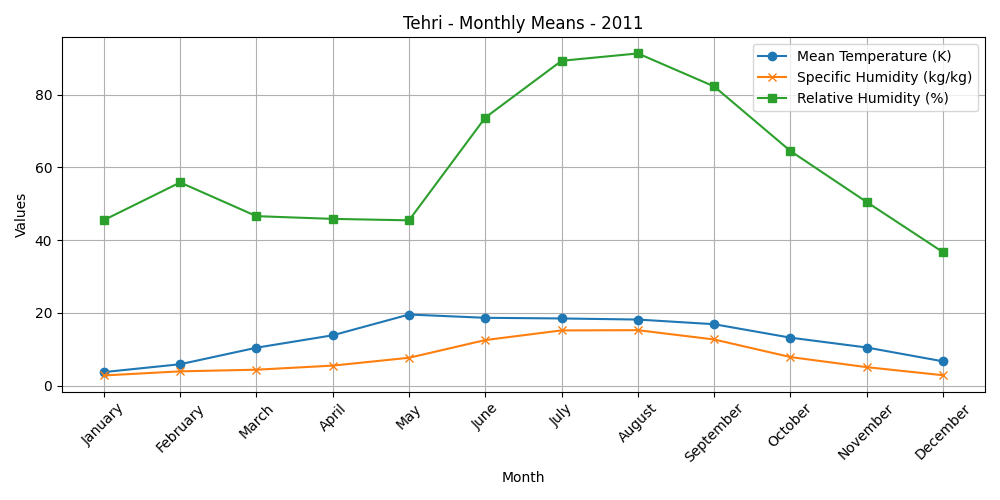 Tehri - Monthly Means - 2011
Mean Temperature (K)
Specific Humidity (kg/kg)
Relative Humidity (%)
Values
80
60
40
20
0
January
February
March
April
May
June
July
August
September
October
November
December
Month